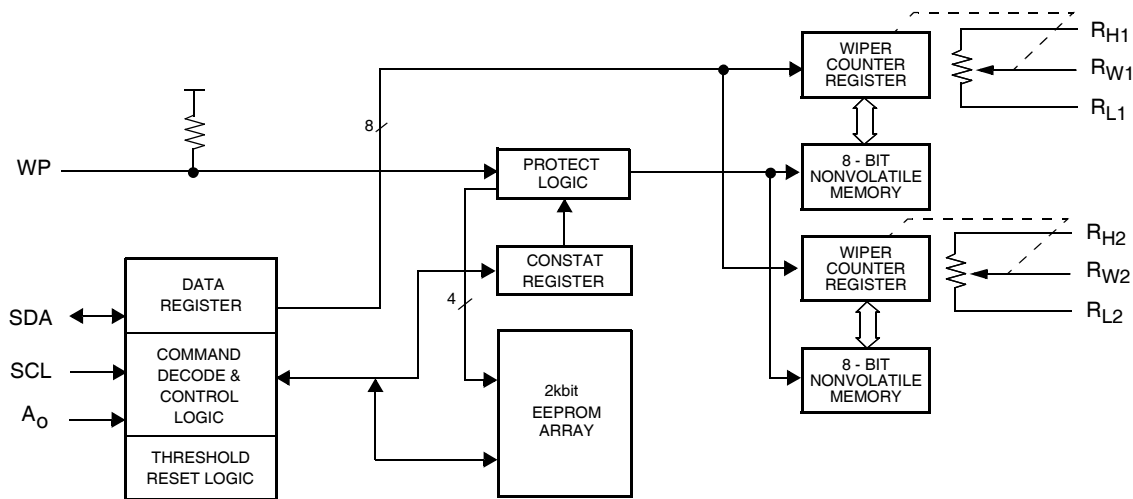 WIPER
COUNTER
REGISTER
RH1
RW1
RL1
8
WP
PROTECT
LOGIC
8 - BIT
NONVOLATILE
MEMORY
CONSTAT
REGISTER
WIPER
COUNTER
REGISTER
RH2
RW2
RL2
DATA
REGISTER
4
SDA
SCL
Ao
COMMAND
DECODE &
CONTROL
LOGIC
THRESHOLD
RESET LOGIC
2kbit
EEPROM
ARRAY
8 - BIT
NONVOLATILE
MEMORY